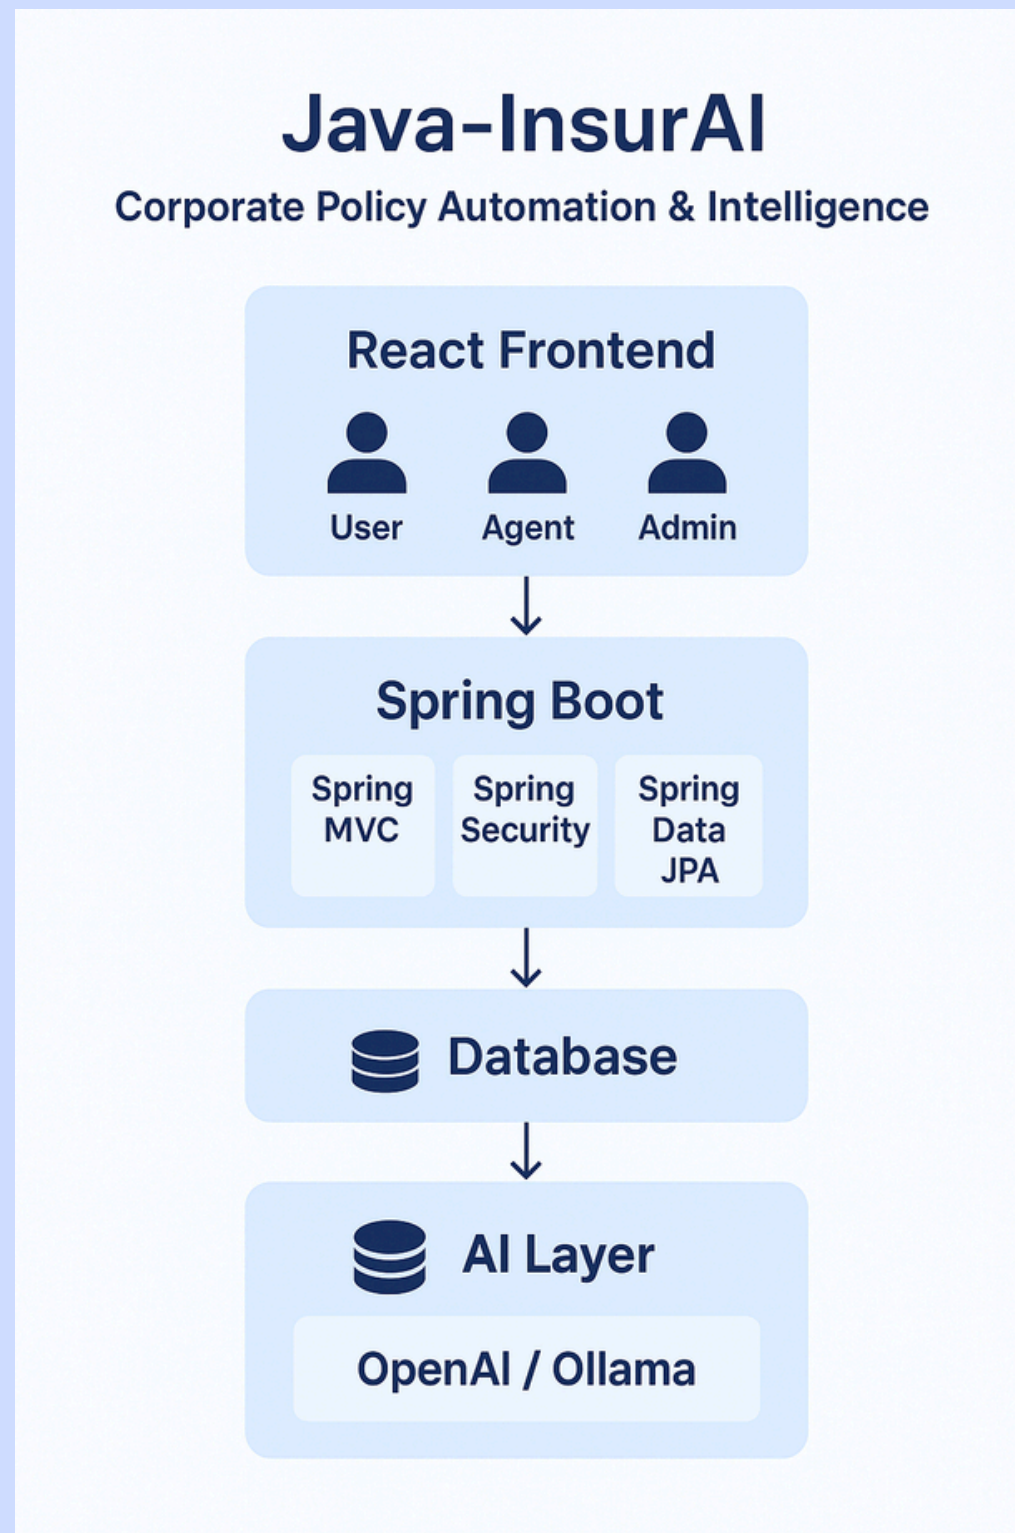 Java-InsurAI
Corporate Policy Automation & Intelligence
React Frontend
User
Agent
Admin
Spring Boot
Spring
MVC
Spring
Security
Spring
Data
JPA
Database
AI Layer
OpenAI / Ollama